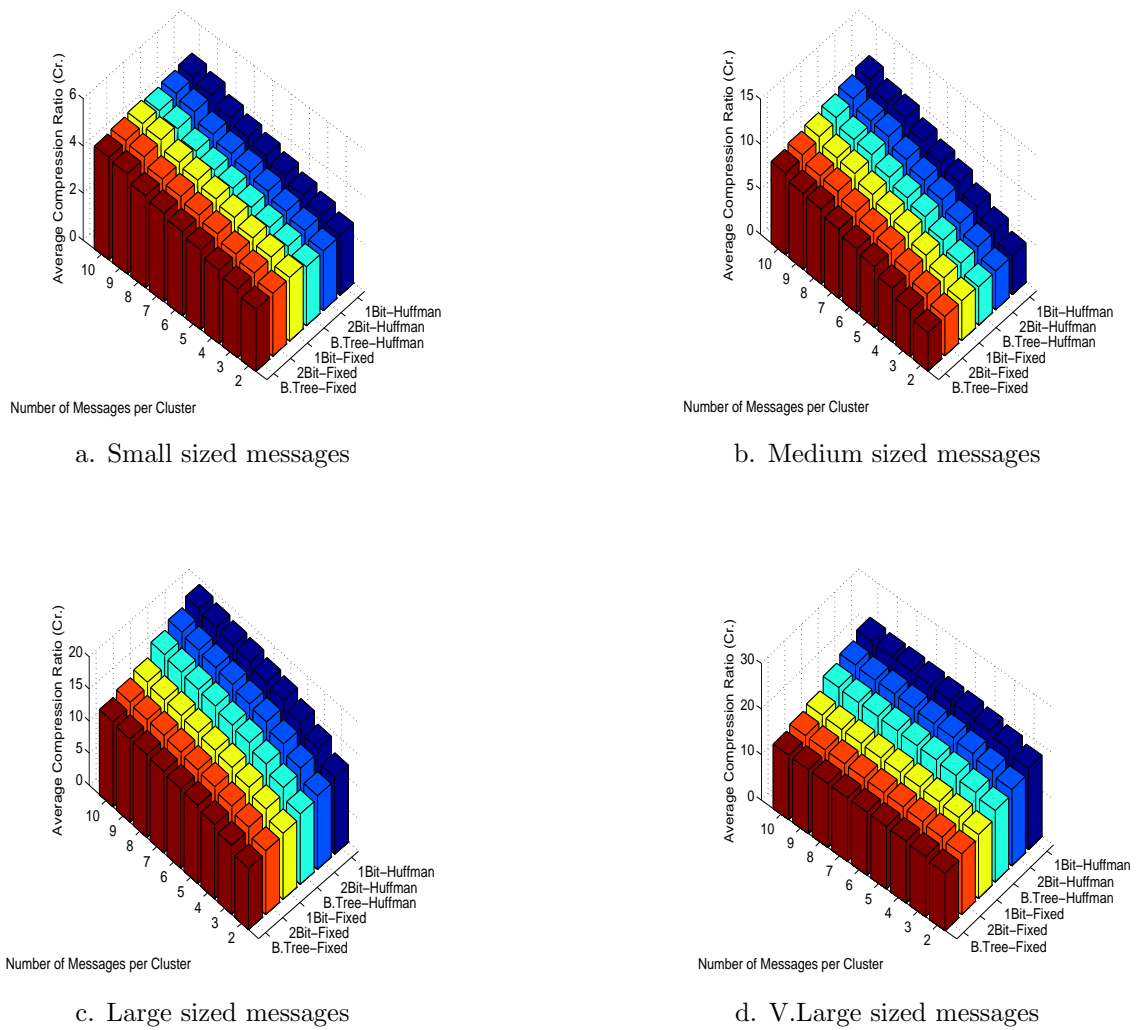 Average Compression Ratio (Cr.)
6
4
2
0
10
9
8
7
6
5
4
3
2
1Bit−Huffman
2Bit−Huffman
B.Tree−Huffman
1Bit−Fixed
2Bit−Fixed
B.Tree−Fixed
Number of Messages per Cluster
a. Small sized messages
Average Compression Ratio (Cr.)
15
10
5
0
10
9
8
7
6
5
4
3
2
1Bit−Huffman
2Bit−Huffman
B.Tree−Huffman
1Bit−Fixed
2Bit−Fixed
B.Tree−Fixed
Number of Messages per Cluster
b. Medium sized messages
Average Compression Ratio (Cr.)
20
15
10
5
0
10
9
8
7
6
5
4
3
2
1Bit−Huffman
2Bit−Huffman
B.Tree−Huffman
1Bit−Fixed
2Bit−Fixed
B.Tree−Fixed
Number of Messages per Cluster
c. Large sized messages
Average Compression Ratio (Cr.)
30
20
10
0
10
9
8
7
6
5
4
3
2
1Bit−Huffman
2Bit−Huffman
B.Tree−Huffman
1Bit−Fixed
2Bit−Fixed
B.Tree−Fixed
Number of Messages per Cluster
d. V.Large sized messages